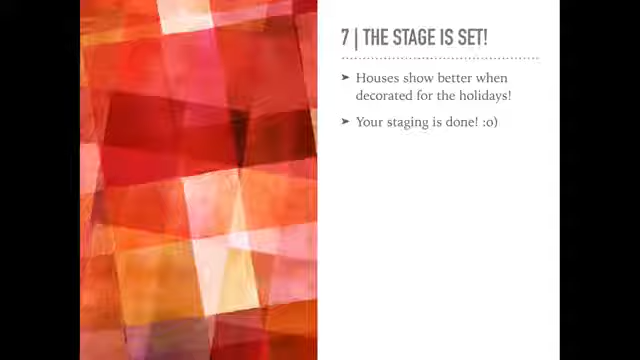 7 | THE STAGE IS SET!
➤ Houses show better when
decorated for the holidays!
➤ Your staging is done! :o)